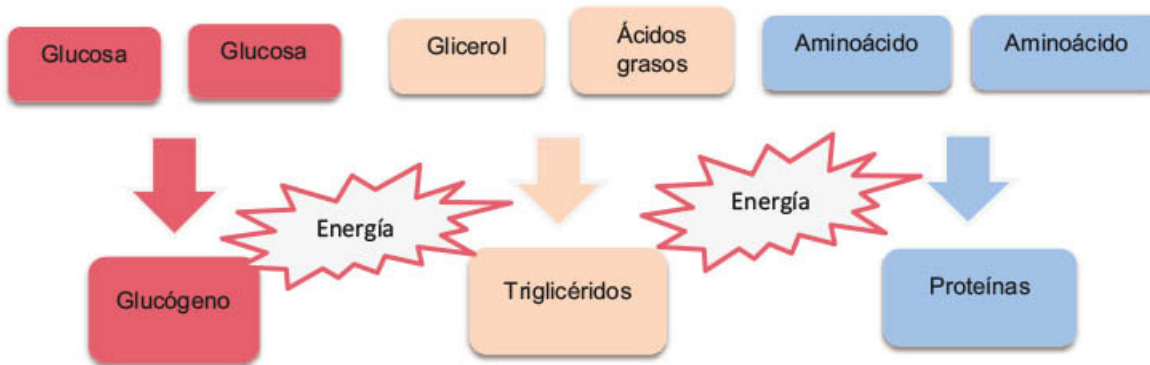 Glucosa
Glucosa
Glicerol
Ácidos
grasos
Aminoácido
Aminoácido
Energía
Energía
Glucógeno
Triglicéridos
Proteínas